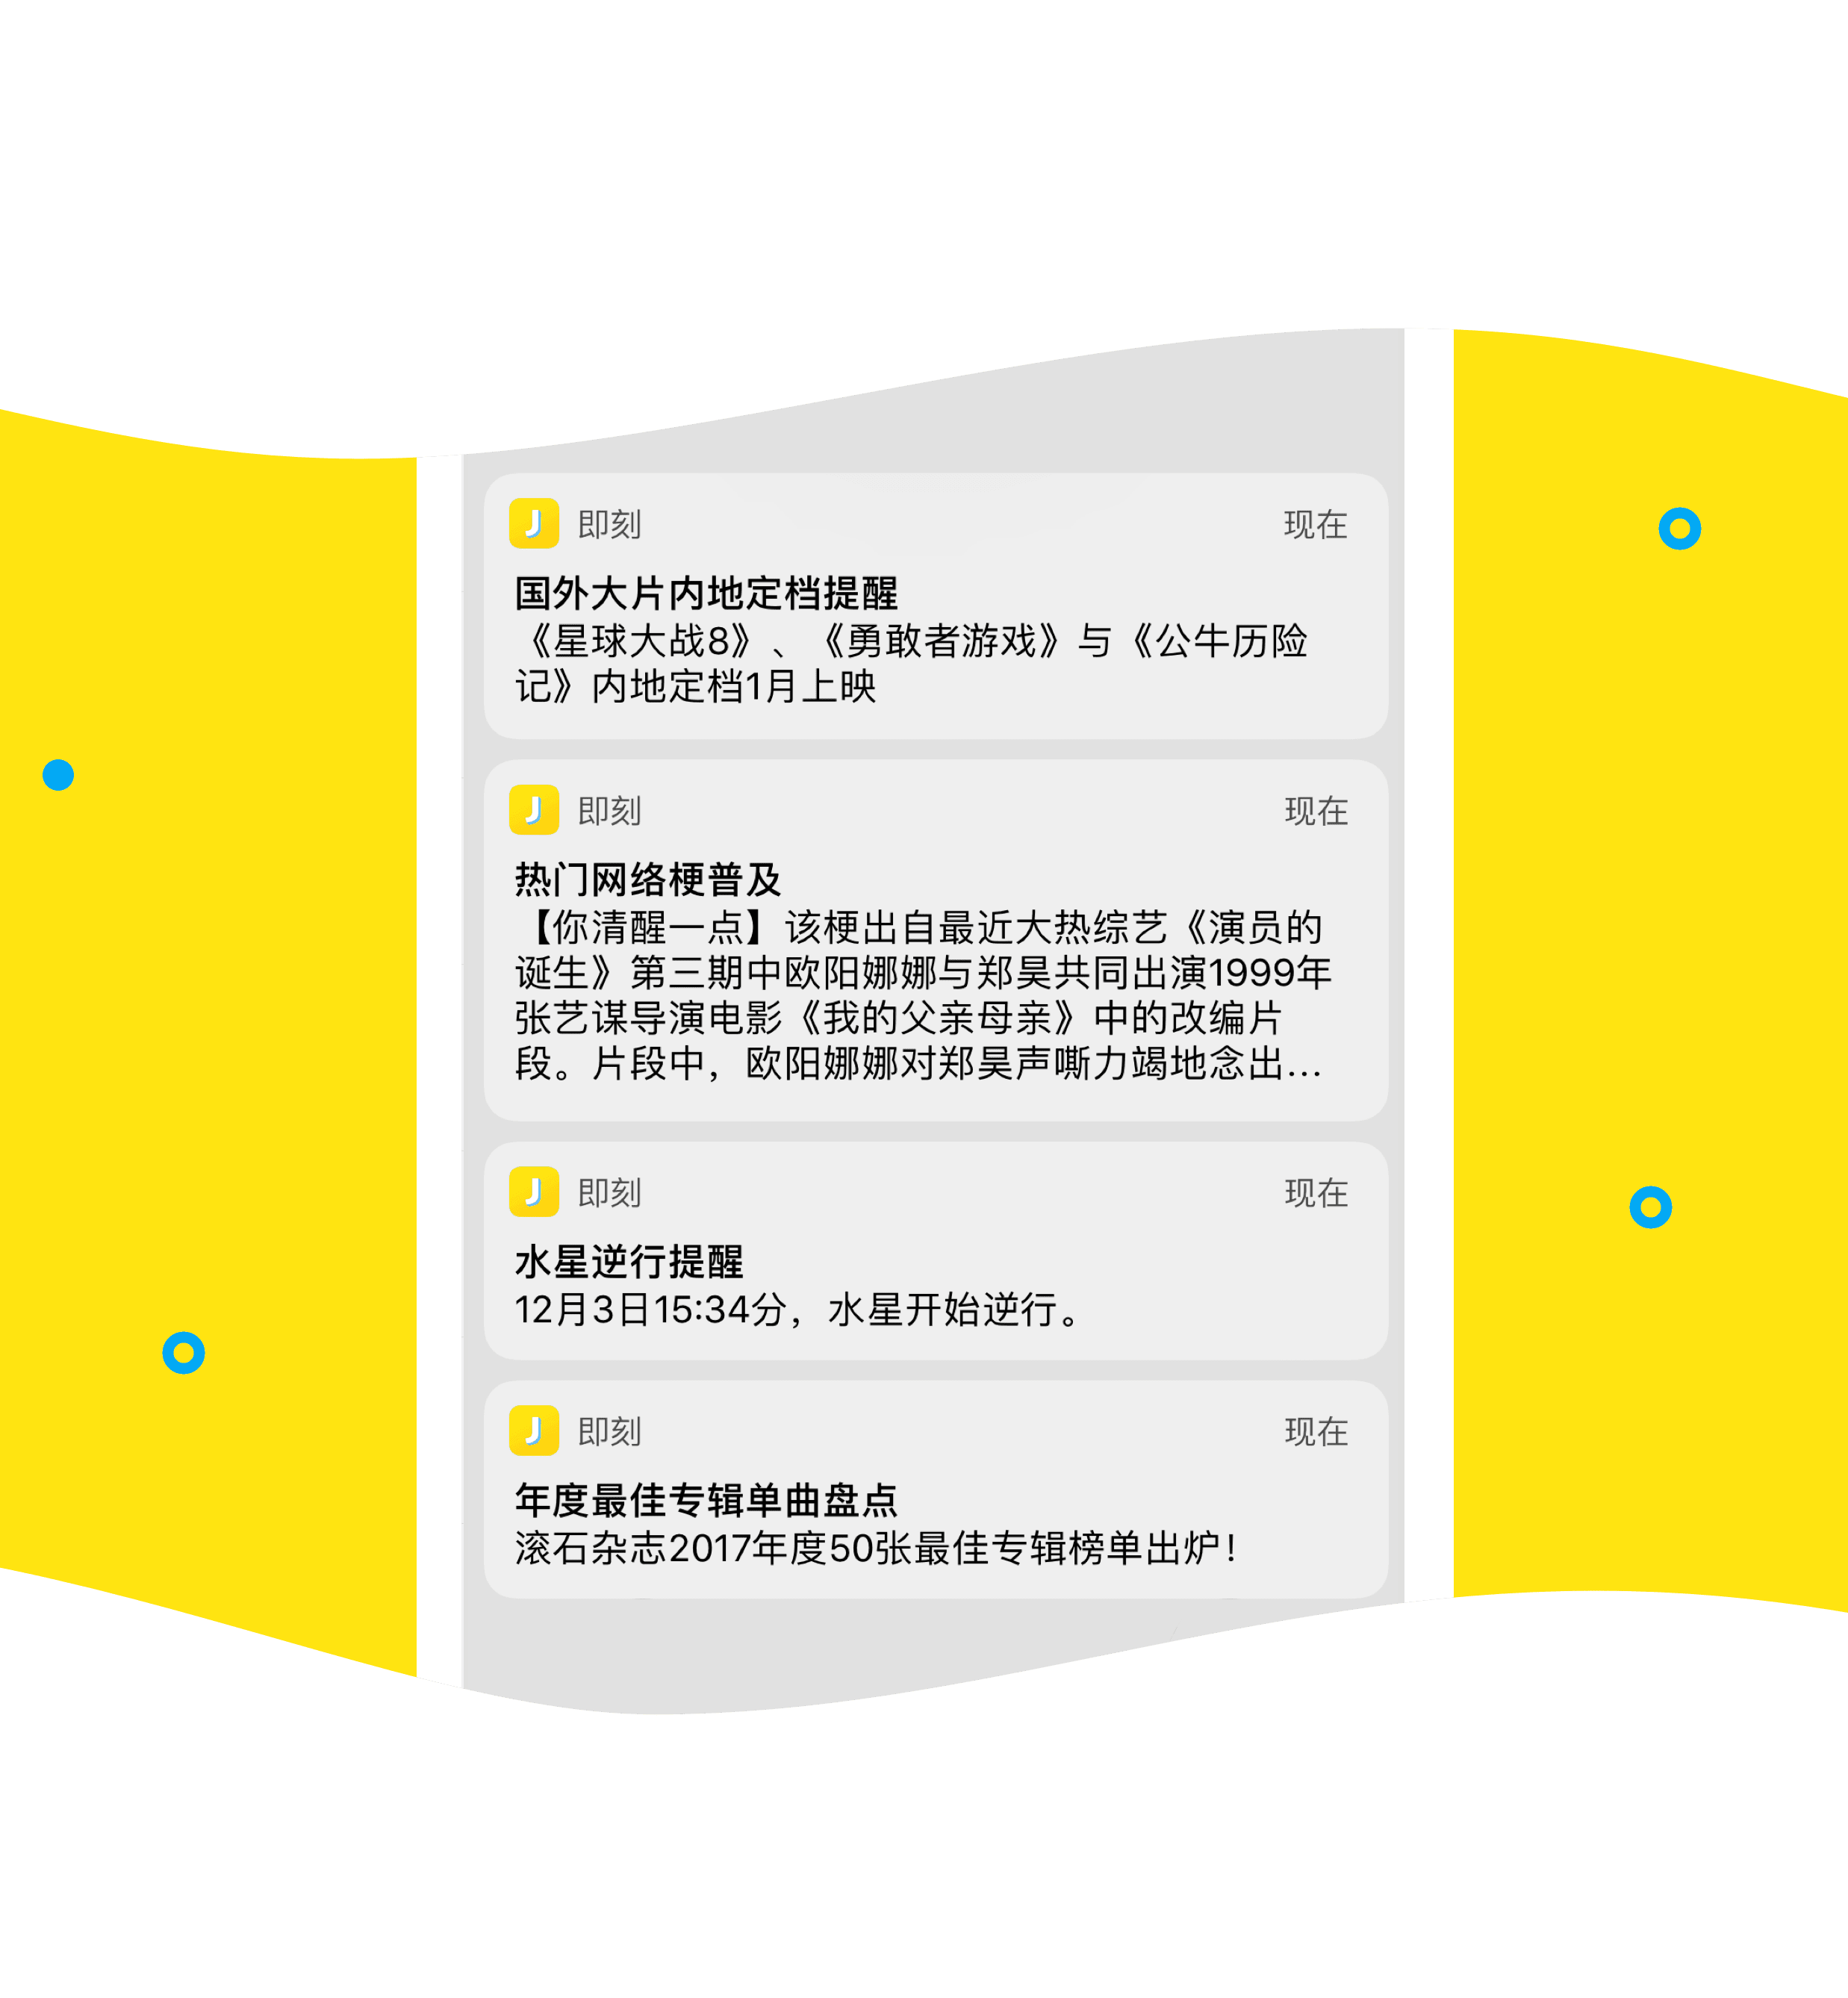 J 即刻 现在
国外大片内地定档提醒
《星球大战8》、《勇敢者游戏》与《公牛历险
记》内地定档1月上映
J 即刻 现在
热门网络梗普及
【你清醒一点】该梗出自最近大热综艺《演员的
诞生》第三期中欧阳娜娜与郑昊共同出演1999年
张艺谋导演电影《我的父亲母亲》中的改编片
段。片段中，欧阳娜娜对郑昊声嘶力竭地念出...
J 即刻 现在
水星逆行提醒
12月3日15:34分，水星开始逆行。
J 即刻 现在
年度最佳专辑单曲盘点
滚石杂志2017年度50张最佳专辑榜单出炉！